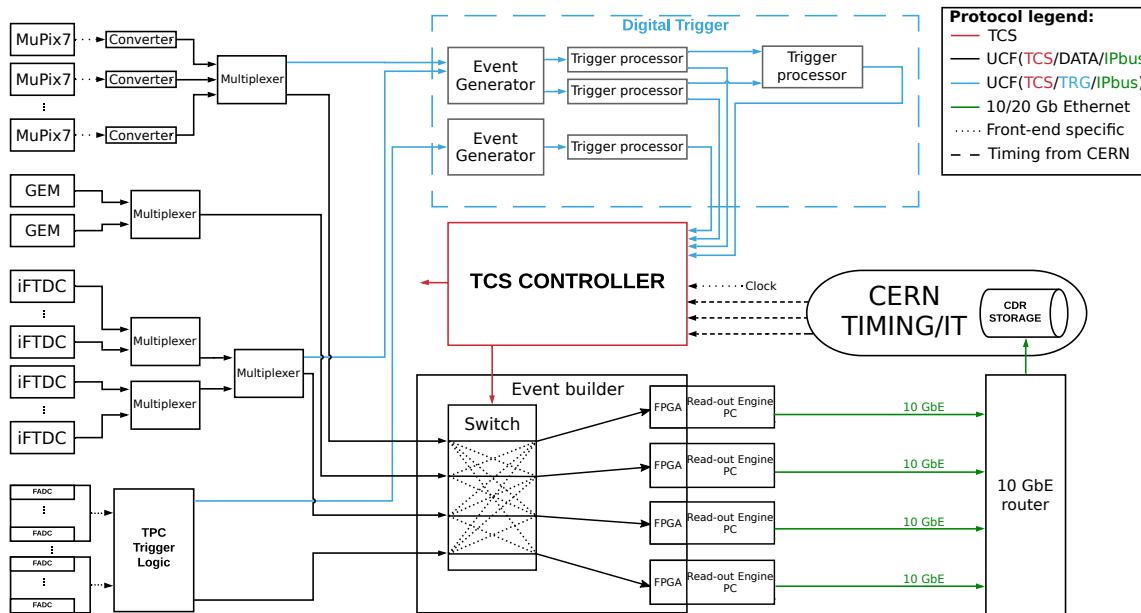 MuPix7
Converter
MuPix7
Converter
MuPix7
Converter
Multiplexer
GEM
GEM
Multiplexer
iFTDC
iFTDC
Multiplexer
iFTDC
iFTDC
Multiplexer
Multiplexer
FADC
FADC
FADC
FADC
TPC
Trigger
Logic
Digital Trigger
Event
Generator
Trigger processor
Trigger processor
Trigger
processor
Event
Generator
Trigger processor
TCS CONTROLLER
Clock
CERN
TIMING/IT
CDR
STORAGE
Event builder
Switch
FPGA
Read-out Engine
PC
10 GbE
FPGA
Read-out Engine
PC
10 GbE
FPGA
Read-out Engine
PC
10 GbE
FPGA
Read-out Engine
PC
10 GbE
10 GbE
router
Protocol legend:
TCS
UCF(TCS/DATA/IPbus
UCF(TCS/TRG/IPbus)
10/20 Gb Ethernet
Front-end specific
Timing from CERN